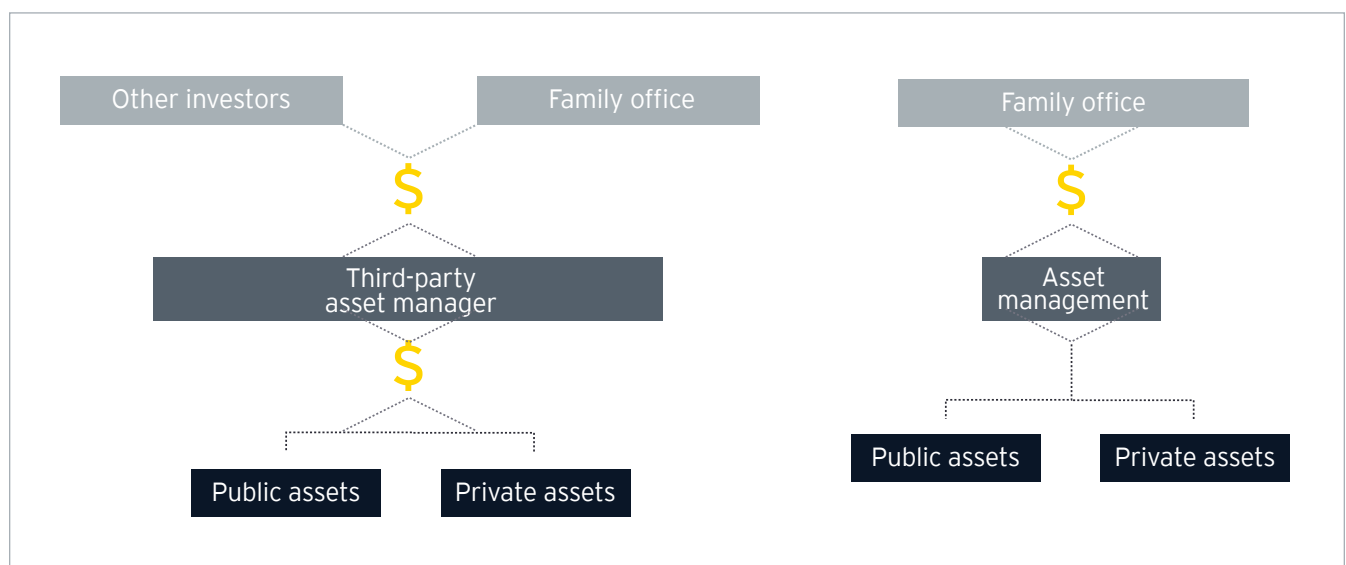 Other investors
Family office
$
Third-party
asset manager
$
Public assets
Private assets
Family office
$
Asset
management
Public assets
Private assets